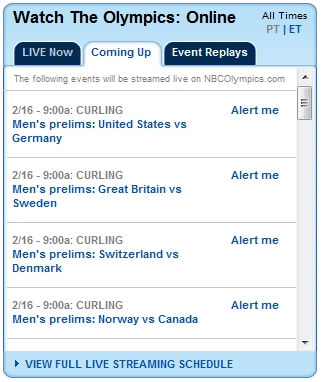 Watch The Olympics: Online
All Times
PT | ET
LIVE Now
Coming Up
Event Replays
The following events will be streamed live on NBCOlympics.com
2/16 - 9:00a: CURLING
Alert me
Men's prelims: United States vs
Germany
2/16 - 9:00a: CURLING
Alert me
Men's prelims: Great Britain vs
Sweden
2/16 - 9:00a: CURLING
Alert me
Men's prelims: Switzerland vs
Denmark
2/16 - 9:00a: CURLING
Alert me
Men's prelims: Norway vs Canada
VIEW FULL LIVE STREAMING SCHEDULE